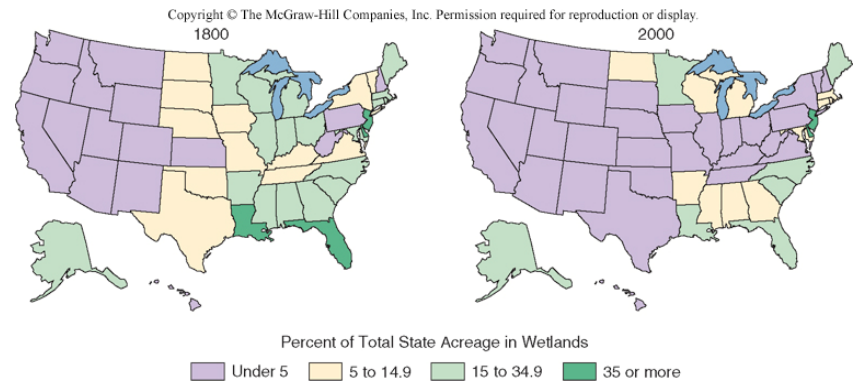 Copyright © The McGraw-Hill Companies, Inc. Permission required for reproduction or display.
1800
2000
Percent of Total State Acreage in Wetlands
Under 5
5 to 14.9
15 to 34.9
35 or more